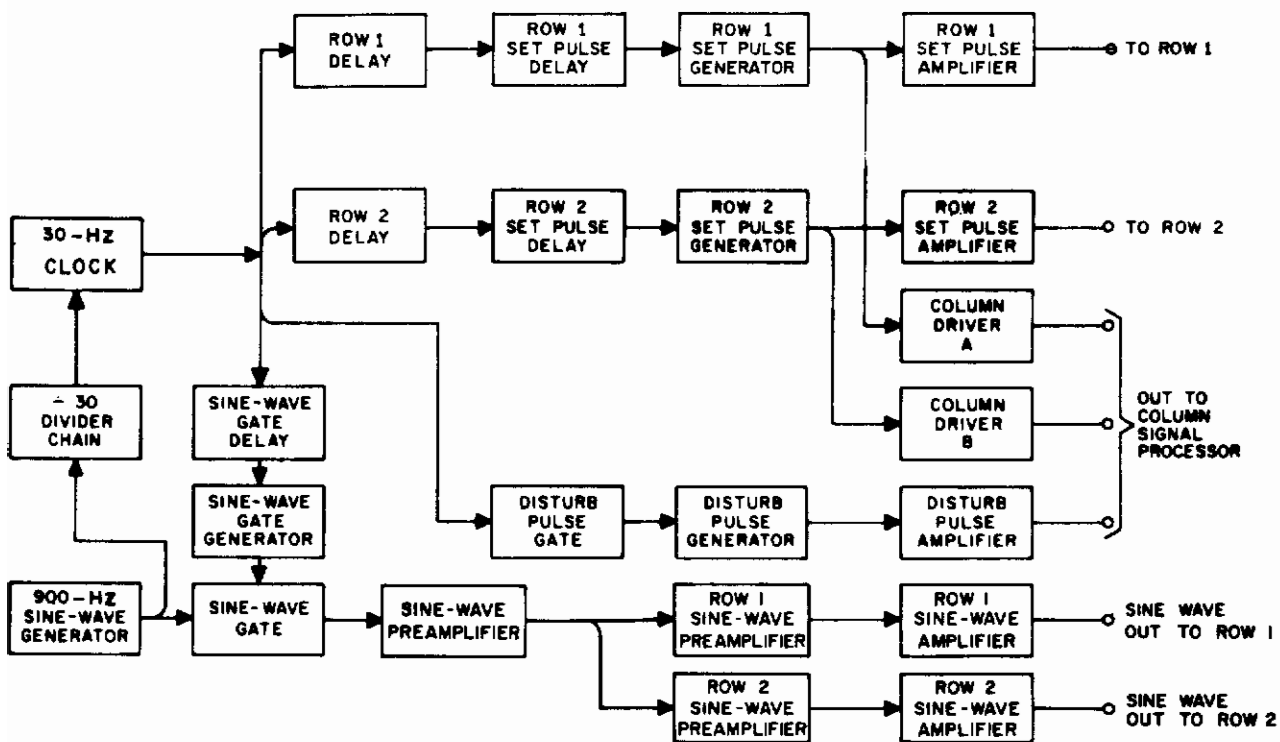 ROW 1
DELAY
ROW 1
SET PULSE
DELAY
ROW 1
SET PULSE
GENERATOR
ROW 1
SET PULSE
AMPLIFIER
TO ROW 1
ROW 2
DELAY
ROW 2
SET PULSE
DELAY
ROW 2
SET PULSE
GENERATOR
ROW 2
SET PULSE
AMPLIFIER
TO ROW 2
30-HZ
CLOCK
COLUMN
DRIVER
A
÷ 30
DIVIDER
CHAIN
SINE-WAVE
GATE
DELAY
COLUMN
DRIVER
B
OUT TO
COLUMN
SIGNAL
PROCESSOR
SINE-WAVE
GATE
GENERATOR
DISTURB
PULSE
GATE
DISTURB
PULSE
GENERATOR
DISTURB
PULSE
AMPLIFIER
900-HZ
SINE-WAVE
GENERATOR
SINE-WAVE
GATE
SINE-WAVE
PREAMPLIFIER
ROW 1
SINE-WAVE
PREAMPLIFIER
ROW 1
SINE-WAVE
AMPLIFIER
SINE WAVE
OUT TO ROW 1
ROW 2
SINE-WAVE
PREAMPLIFIER
ROW 2
SINE-WAVE
AMPLIFIER
SINE WAVE
OUT TO ROW 2